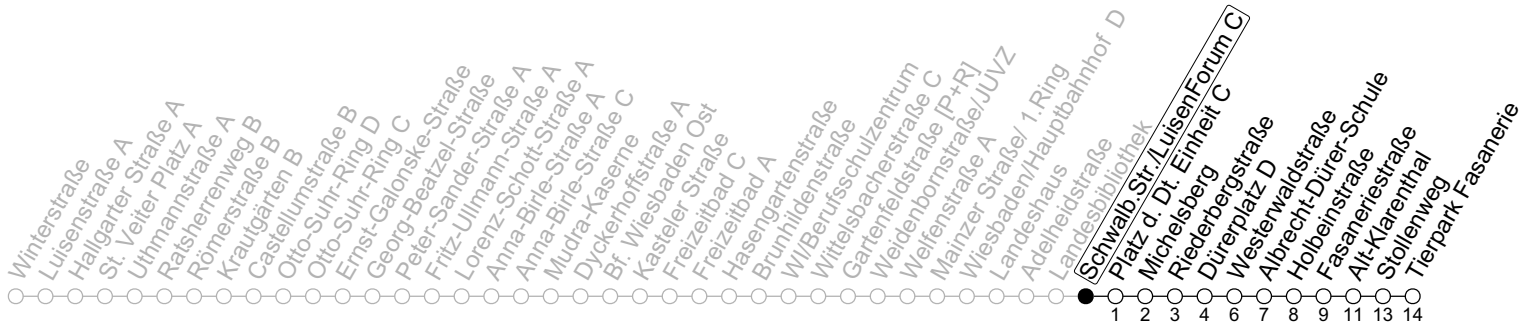 Winterstraße
Luisenstraße A
Hallgarter Straße A
St. Veiter Platz A
Uthmannstraße A
Ratsherrenweg B
Römerstraße B
Krautgärten B
Castellumstraße B
Otto-Suhr-Ring D
Otto-Suhr-Ring C
Ernst-Galonske-Straße
Georg-Beatzel-Straße
Peter-Sander-Straße A
Fritz-Ullmann-Straße A
Lorenz-Schott-Straße A
Anna-Birle-Straße A
Anna-Birle-Straße C
Mudra-Kaserne
Dyckerhoffstraße A
Bf. Wiesbaden Ost
Kasteler Straße
Freizeitbad C
Freizeitbad A
Hasengartenstraße
Brunhildenstraße
WI/Berufsschulzentrum
Wittelsbacherstraße C
Gartenfeldstraße [P+R]
Weidenbornstraße/JUVZ
Welfenstraße A
Mainzer Straße/ 1.Ring
Wiesbaden/Hauptbahnhof D
Landeshaus
Adelheidstraße
Landesbibliothek
Schwalb.Str./LuisenForum C
Platz d. Dt. Einheit C
Michelsberg
Riederbergstraße
Dürerplatz D
Westerwaldstraße
Albrecht-Dürer-Schule
Holbeinstraße
Fasaneriestraße
Alt-Klarenthal
Stollenweg
Tierpark Fasanerie
1 2 3 4 6 7 8 9 11 13 14